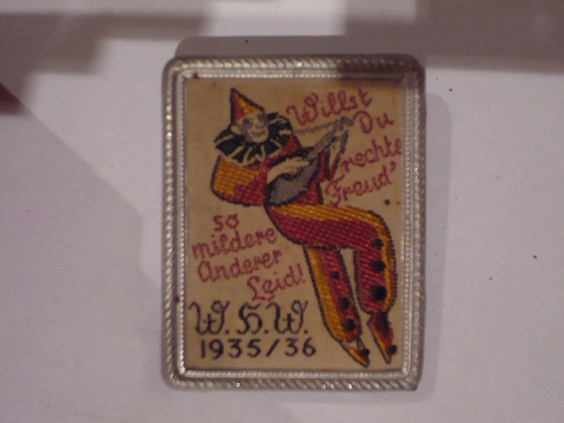 Willst
Du
rechte
Freud'
so
mildere
Anderer
Leid!
W.H.W.
1935/36